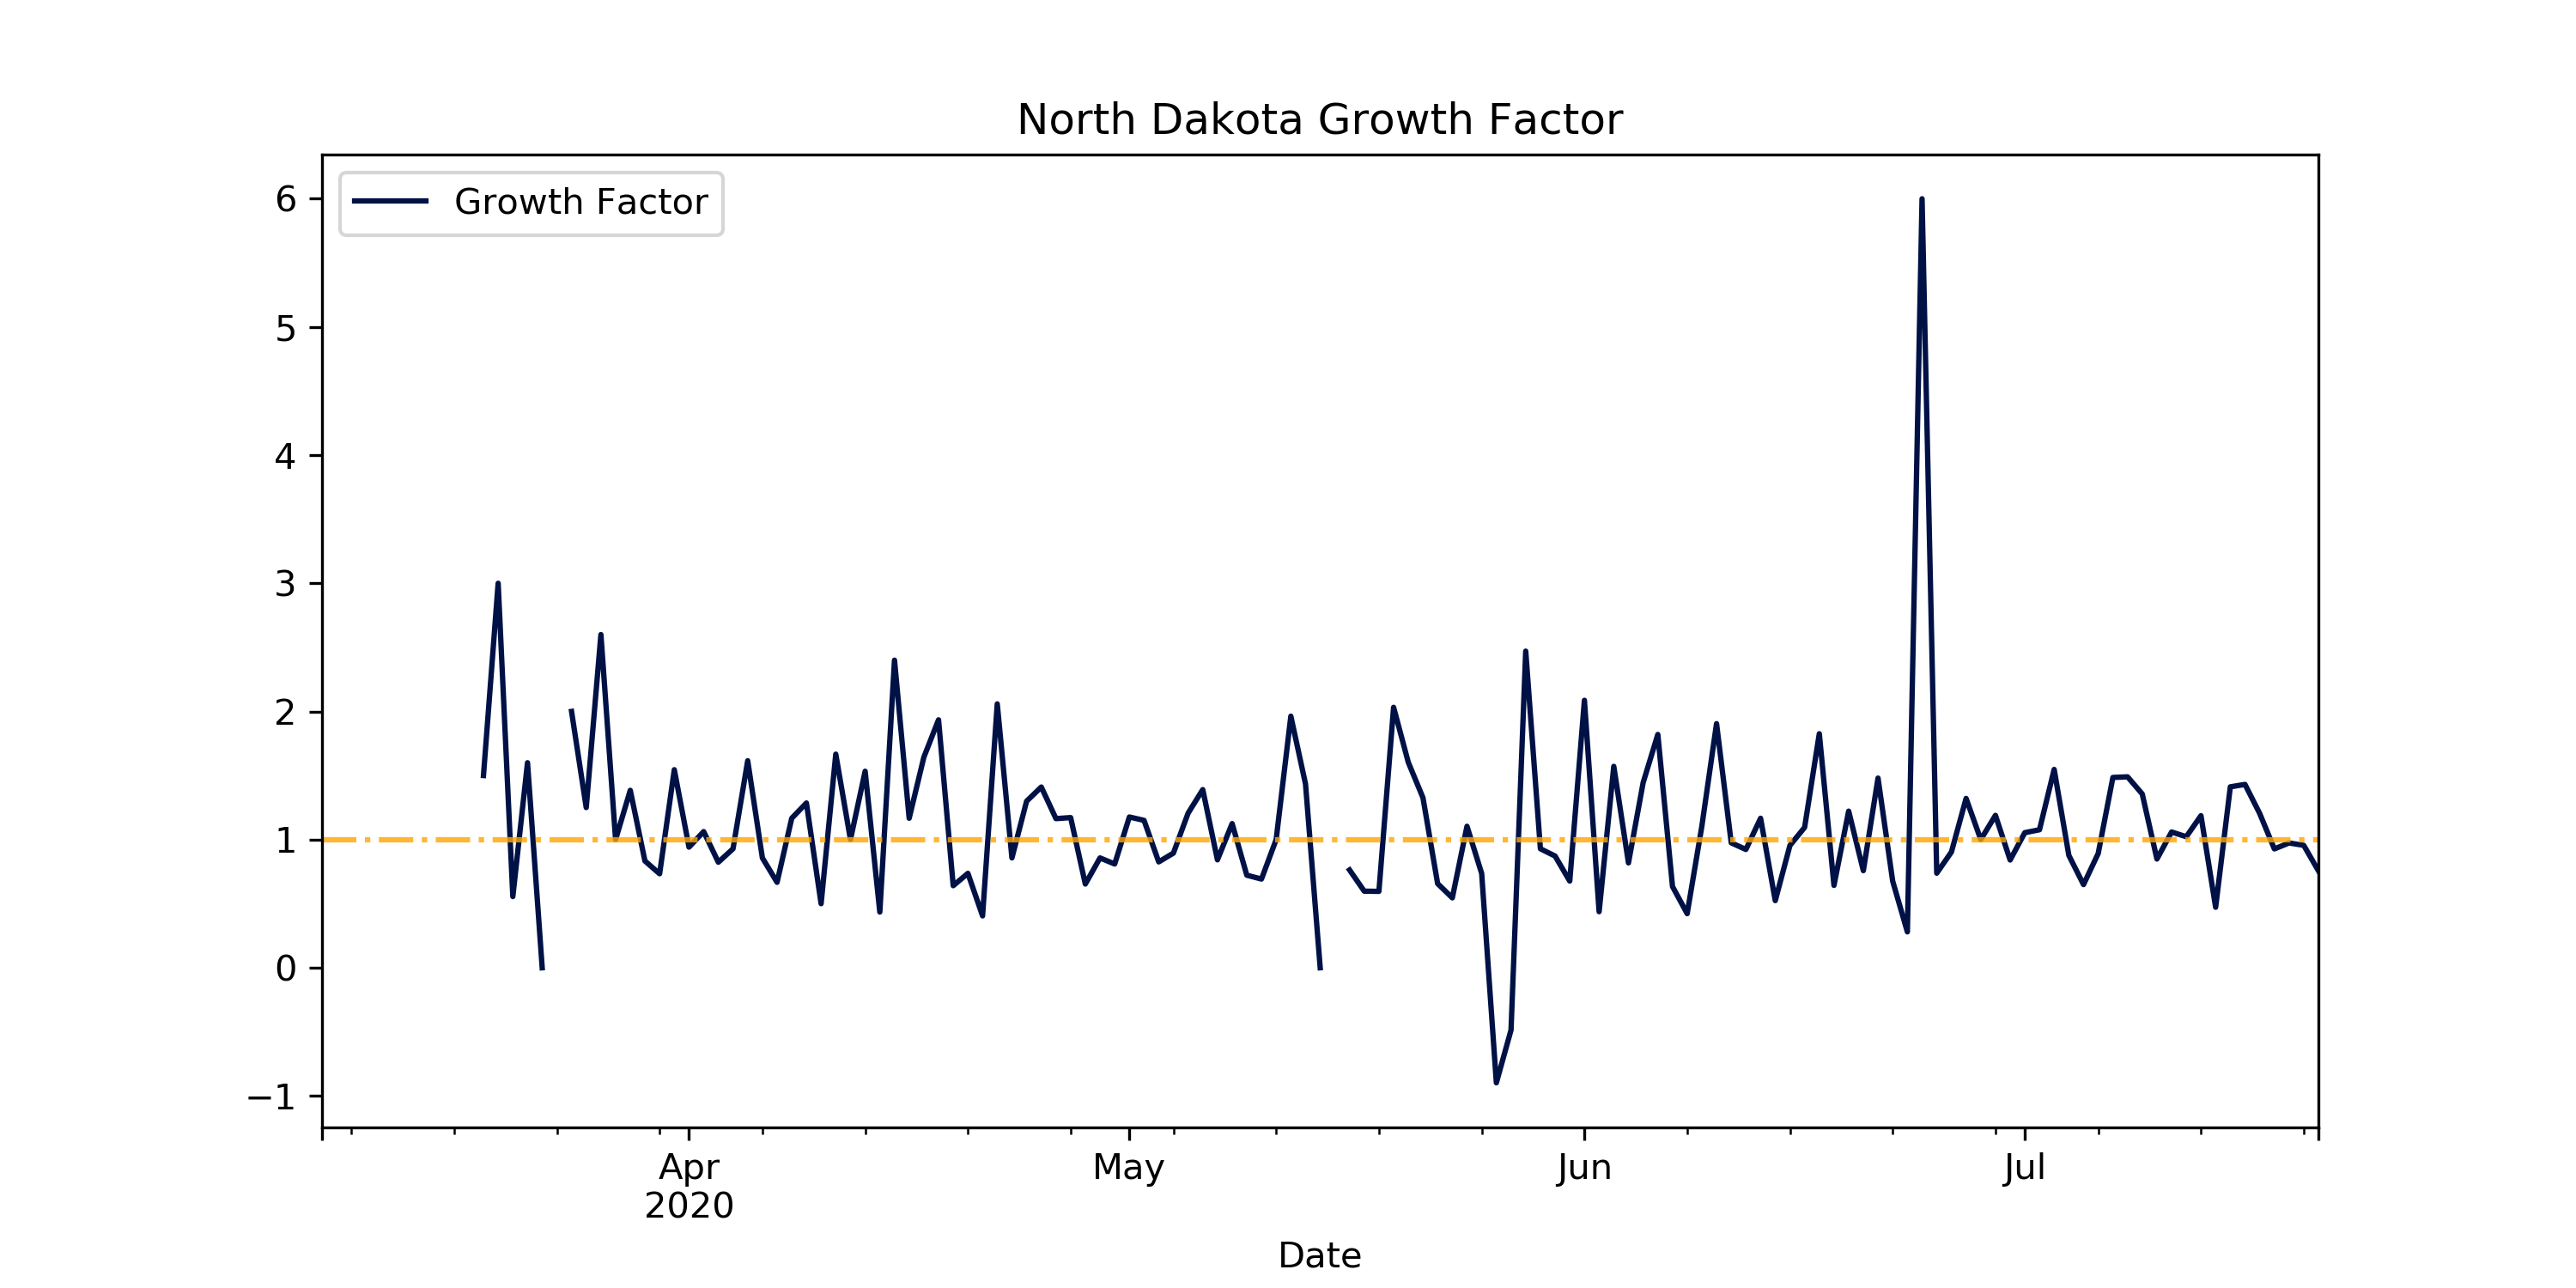 North Dakota Growth Factor
Growth Factor
6
5
4
3
2
1
0
−1
Apr
2020
May
Jun
Jul
Date